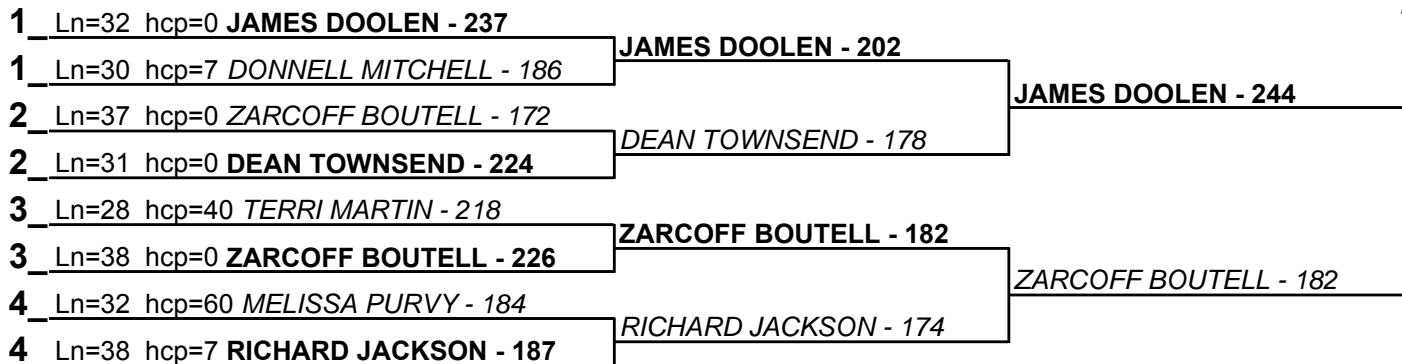 1_ Ln=32 hcp=0 JAMES DOOLEN - 237
1_ Ln=30 hcp=7 DONNELL MITCHELL - 186
2_ Ln=37 hcp=0 ZARCOFF BOUTELL - 172
2_ Ln=31 hcp=0 DEAN TOWNSEND - 224
3_ Ln=28 hcp=40 TERRI MARTIN - 218
3_ Ln=38 hcp=0 ZARCOFF BOUTELL - 226
4_ Ln=32 hcp=60 MELISSA PURVY - 184
4 Ln=38 hcp=7 RICHARD JACKSON - 187
JAMES DOOLEN - 202
DEAN TOWNSEND - 178
ZARCOFF BOUTELL - 182
RICHARD JACKSON - 174
JAMES DOOLEN - 244
ZARCOFF BOUTELL - 182